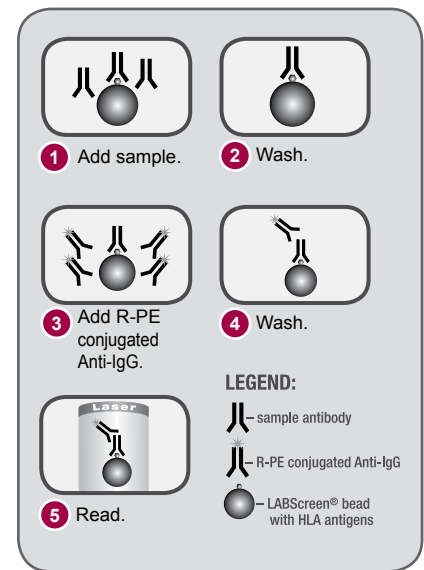 1 Add sample.
2 Wash.
3 Add R-PE
conjugated
Anti-IgG.
4 Wash.
Laser
5 Read.
LEGEND:
sample antibody
R-PE conjugated Anti-IgG
LABScreen® bead
with HLA antigens